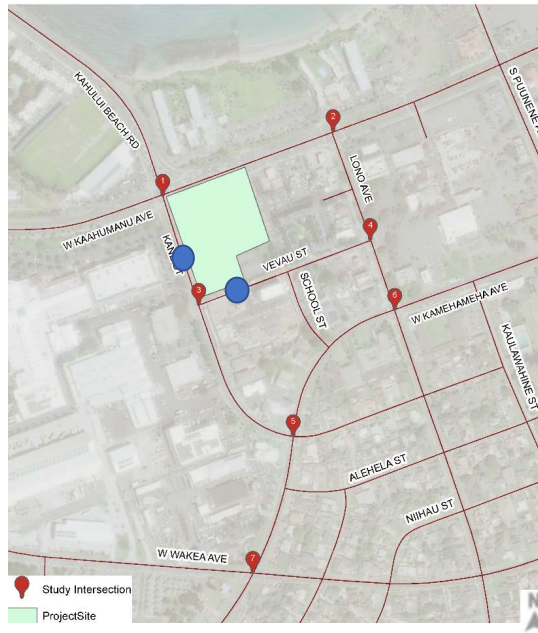 KAHULUI BEACH RD
S PUUNENE A
2
LONO AVE
1
W KAAHUMANU AVE
4
VEVAU ST
3
SCHOOL ST
6
W KAMEHAMEHA AVE
KAULAWAHINE ST
5
ALEHELA ST
NIIHAU ST
W WAKEA AVE
7
Study Intersection
ProjectSite
N